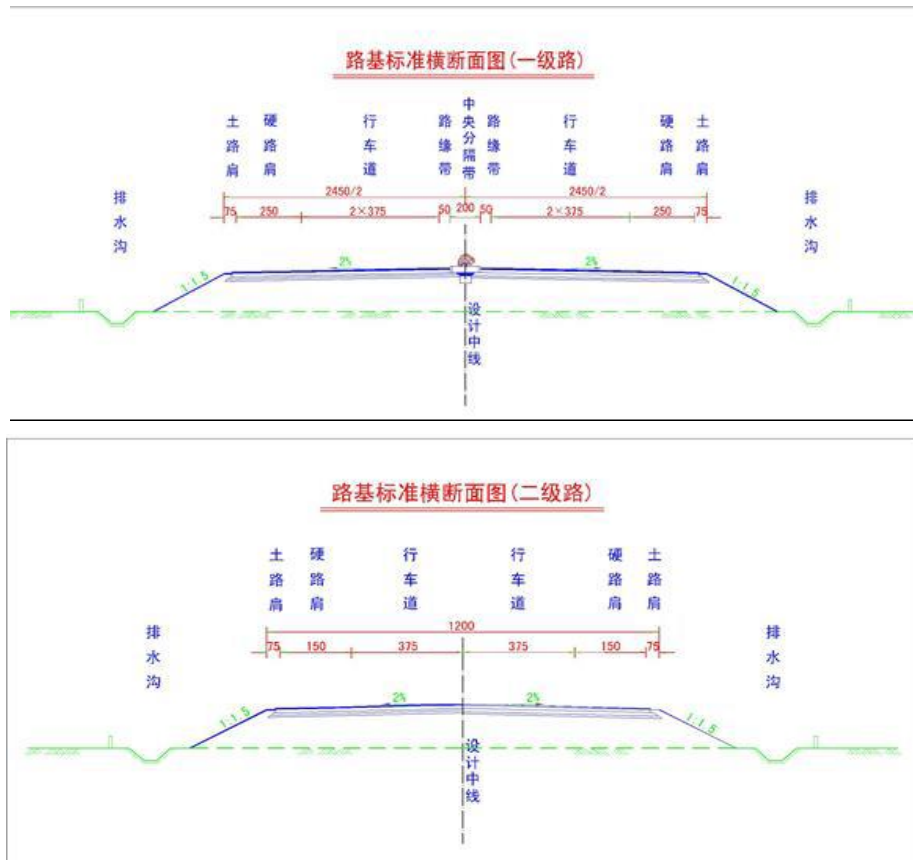 路基标准横断面图(一级路)
土路肩 硬路肩 行车道 路缘带 中央分隔带 路缘带 行车道 硬路肩 土路肩
2450/2 2450/2
排水沟 排水沟
75 250 2×375 50 200 50 2×375 250 75
2% 2%
1:1.5 1:1.5
设计中线
路基标准横断面图(二级路)
土路肩 硬路肩 行车道 行车道 硬路肩 土路肩
1200
排水沟 排水沟
75 150 375 375 150 75
2% 2%
1:1.5 1:1.5
设计中线